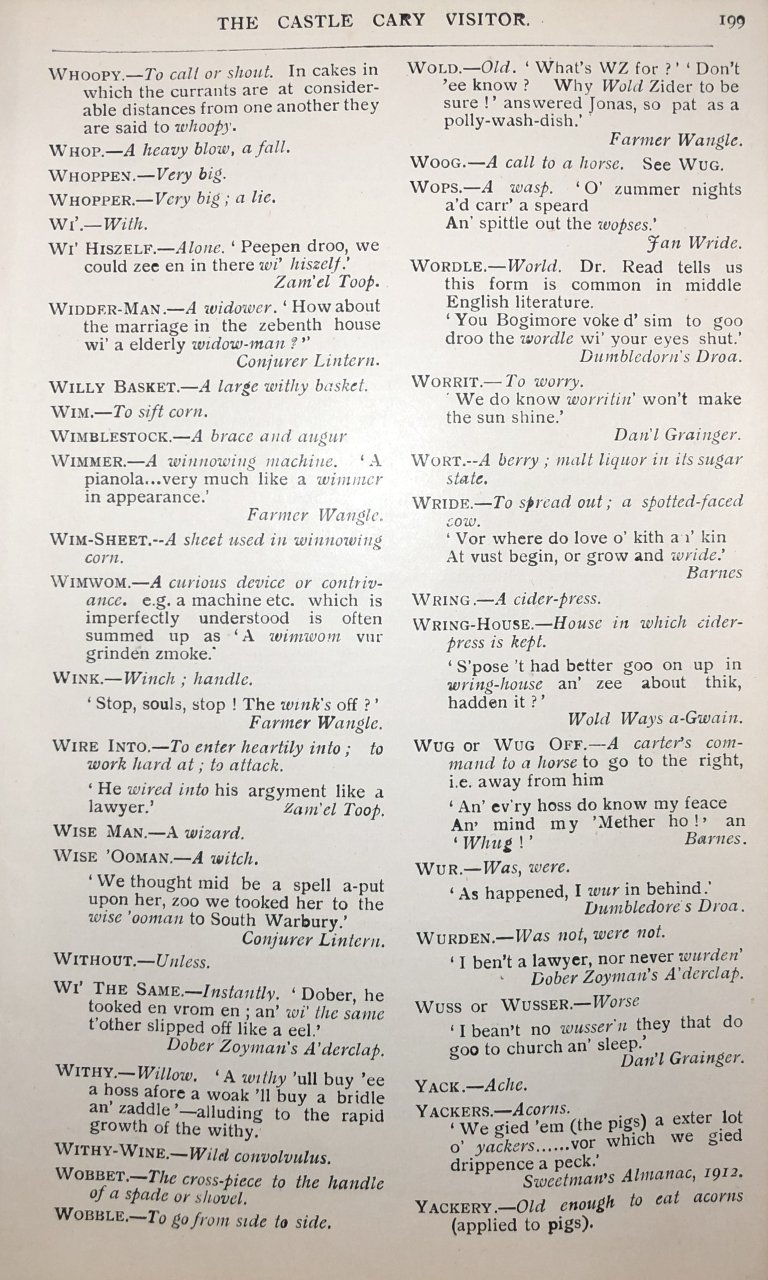 THE CASTLE CARY VISITOR.
199
WHOOPY.—To call or shout. In cakes in
which the currants are at consider-
able distances from one another they
are said to whoopy.
WHOP.—A heavy blow, a fall.
WHOPPEN.—Very big.
WHOPPER.—Very big ; a lie.
WI'.—With.
WI' HISZELF.—Alone. ' Peepen droo, we
could zee en in there wi' hiszelf.'
Zam'el Toop.
WIDDER-MAN.—A widower. ' How about
the marriage in the zebenth house
wi' a elderly widow-man ? '"
Conjurer Lintern.
WILLY BASKET.—A large withy basket.
WIM.—To sift corn.
WIMBLESTOCK.—A brace and augur
WIMMER.—A winnowing machine. ' A
pianola...very much like a wimmer
in appearance.'
Farmer Wangle.
WIM-SHEET.--A sheet used in winnowing
corn.
WIMWOM.—A curious device or contriv-
ance. e.g. a machine etc. which is
imperfectly understood is often
summed up as ' A wimwom vur
grinden zmoke.'
WINK.—Winch ; handle.
' Stop, souls, stop ! The wink's off ? '
Farmer Wangle.
WIRE INTO.—To enter heartily into ; to
work hard at ; to attack.
' He wired into his argyment like a
lawyer.' Zam'el Toop.
WISE MAN.—A wizard.
WISE 'OOMAN.—A witch.
' We thought mid be a spell a-put
upon her, zoo we tooked her to the
wise 'ooman to South Warbury.'
Conjurer Lintern.
WITHOUT.—Unless.
WI' THE SAME.—Instantly. ' Dober, he
tooked en vrom en ; an' wi' the same
t'other slipped off like a eel.'
Dober Zoyman's A'derclap.
WITHY.—Willow. ' A withy 'ull buy 'ee
a hoss afore a woak 'll buy a bridle
an' zaddle '—alluding to the rapid
growth of the withy.
WITHY-WINE.—Wild convolvulus.
WOBBET.—The cross-piece to the handle
of a spade or shovel.
WOBBLE.—To go from side to side.
WOLD.—Old. ' What's WZ for ? ' ' Don't
'ee know ? Why Wold Zider to be
sure ! ' answered Jonas, so pat as a
polly-wash-dish.'
Farmer Wangle.
WOOG.—A call to a horse. See WUG.
WOPS.—A wasp. ' O' zummer nights
a'd carr' a speard
An' spittle out the wopses.'
Jan Wride.
WORDLE.—World. Dr. Read tells us
this form is common in middle
English literature.
' You Bogimore voke d' sim to goo
droo the wordle wi' your eyes shut.'
Dumbledorn's Droa.
WORRIT.—To worry.
' We do know worritin' won't make
the sun shine.'
Dan'l Grainger.
WORT.--A berry ; malt liquor in its sugar
state.
WRIDE.—To spread out ; a spotted-faced
cow.
' Vor where do love o' kith a i' kin
At vust begin, or grow and wride.'
Barnes
WRING.—A cider-press.
WRING-HOUSE.—House in which cider-
press is kept.
' S'pose 't had better goo on up in
wring-house an' zee about thik,
hadden it ? '
Wold Ways a-Gwain.
WUG or WUG OFF.—A carter's com-
mand to a horse to go to the right,
i.e. away from him
' An' ev'ry hoss do know my feace
An' mind my 'Mether ho ! ' an
' Whug ! ' Barnes.
WUR.—Was, were.
' As happened, I wur in behind.'
Dumbledore s Droa.
WURDEN.—Was not, were not.
' I ben't a lawyer, nor never wurden'
Dober Zoyman's A'derclap.
WUSS or WUSSER.—Worse
' I bean't no wusser'n they that do
goo to church an' sleep.'
Dan'l Grainger.
YACK.—Ache.
YACKERS.—Acorns.
' We gied 'em (the pigs) a exter lot
o' yackers......vor which we gied
drippence a peck.'
Sweetman's Almanac, 1912.
YACKERY.—Old enough to eat acorns
(applied to pigs).